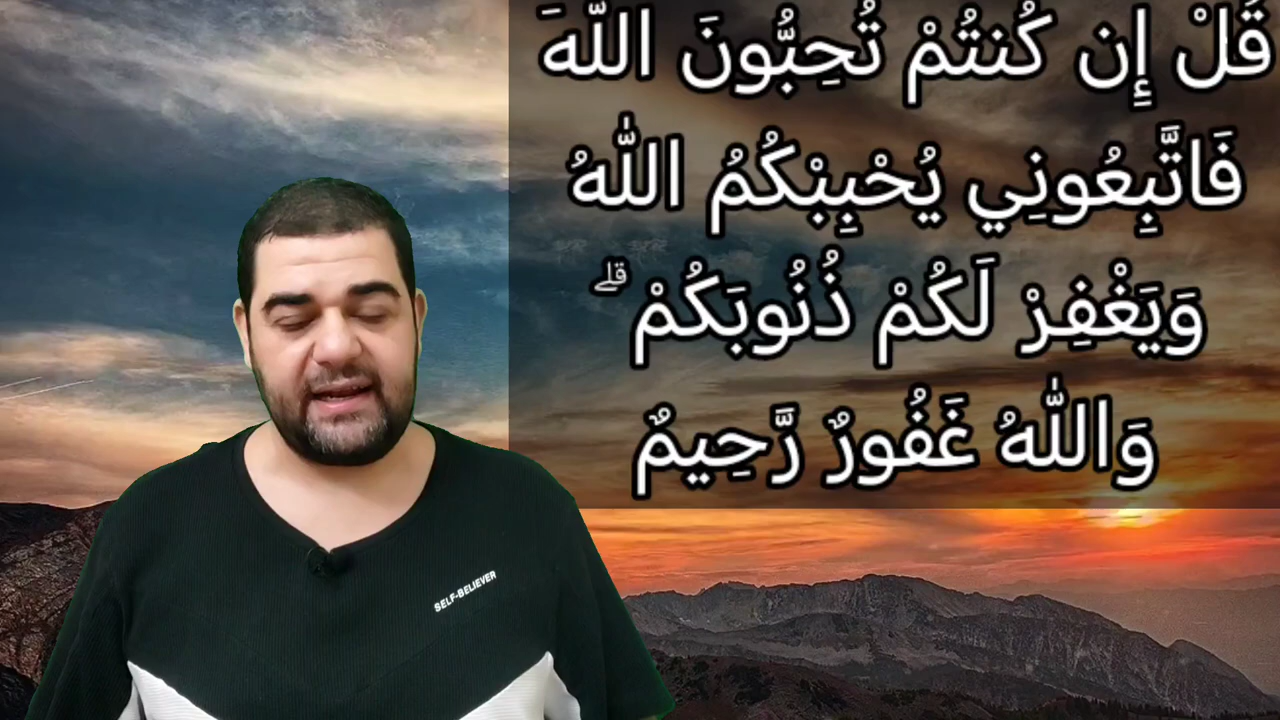 قُلْ إِن كُنتُمْ تُحِبُّونَ اللَّهَ
فَاتَّبِعُونِي يُحْبِبْكُمُ اللَّهُ
وَيَغْفِرْ لَكُمْ ذُنُوبَكُمْ ۗ
وَاللَّهُ غَفُورٌ رَّحِيمٌ
SELF-BELIEVER